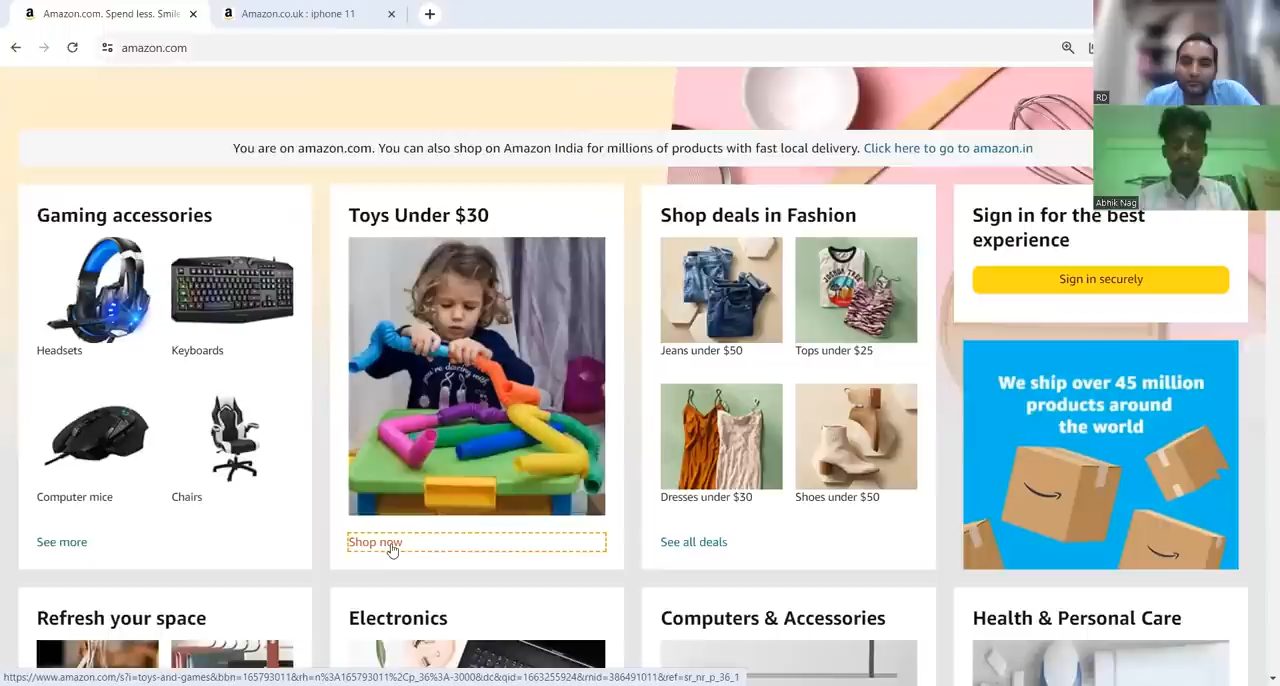 Amazon.com. Spend less. Smile
Amazon.co.uk : iphone 11
amazon.com
RD
Abhik Nag
You are on amazon.com. You can also shop on Amazon India for millions of products with fast local delivery. Click here to go to amazon.in
Gaming accessories
Headsets
Keyboards
Computer mice
Chairs
See more
Toys Under $30
Shop now
Shop deals in Fashion
Jeans under $50
Tops under $25
Dresses under $30
Shoes under $50
See all deals
Sign in for the best
experience
Sign in securely
We ship over 45 million
products around
the world
Refresh your space
Electronics
Computers & Accessories
Health & Personal Care
https://www.amazon.com/s?i=toys-and-games&bbn=165793011&rh=n%3A165793011%2Cp_36%3A-3000&dc&qid=1663255924&rnid=386491011&ref=sr_nr_p_36_1